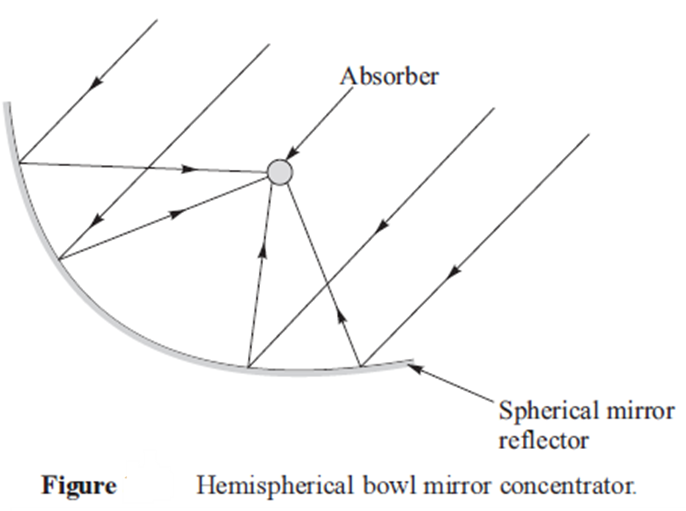 Absorber
Spherical mirror
reflector
Figure Hemispherical bowl mirror concentrator.